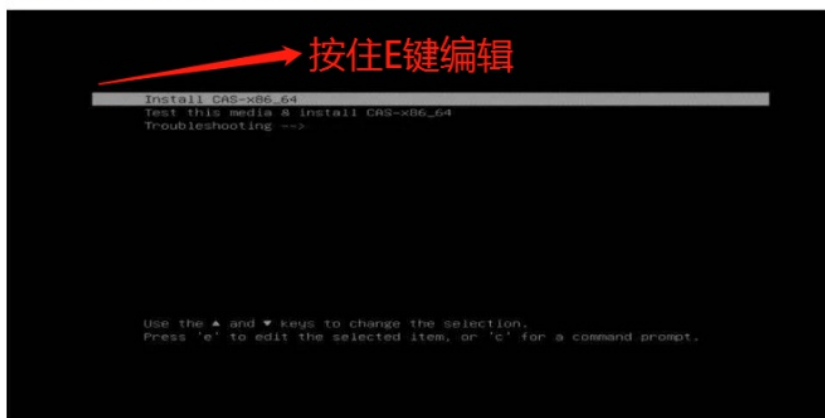 按住E键编辑
Install CAS-x86_64
Test this media & install CAS-x86_64
Troubleshooting -->
Use the ▲ and ▼ keys to change the selection.
Press 'e' to edit the selected item, or 'c' for a command prompt.